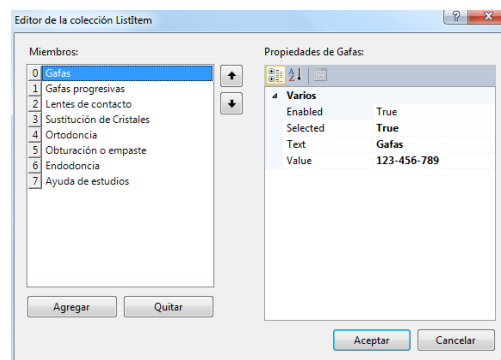 Editor de la colección ListItem
Miembros:
0 Gafas
1 Gafas progresivas
2 Lentes de contacto
3 Sustitución de Cristales
4 Ortodoncia
5 Obturación o empaste
6 Endodoncia
7 Ayuda de estudios
Agregar
Quitar
Propiedades de Gafas:
Varios
Enabled True
Selected True
Text Gafas
Value 123-456-789
Aceptar
Cancelar